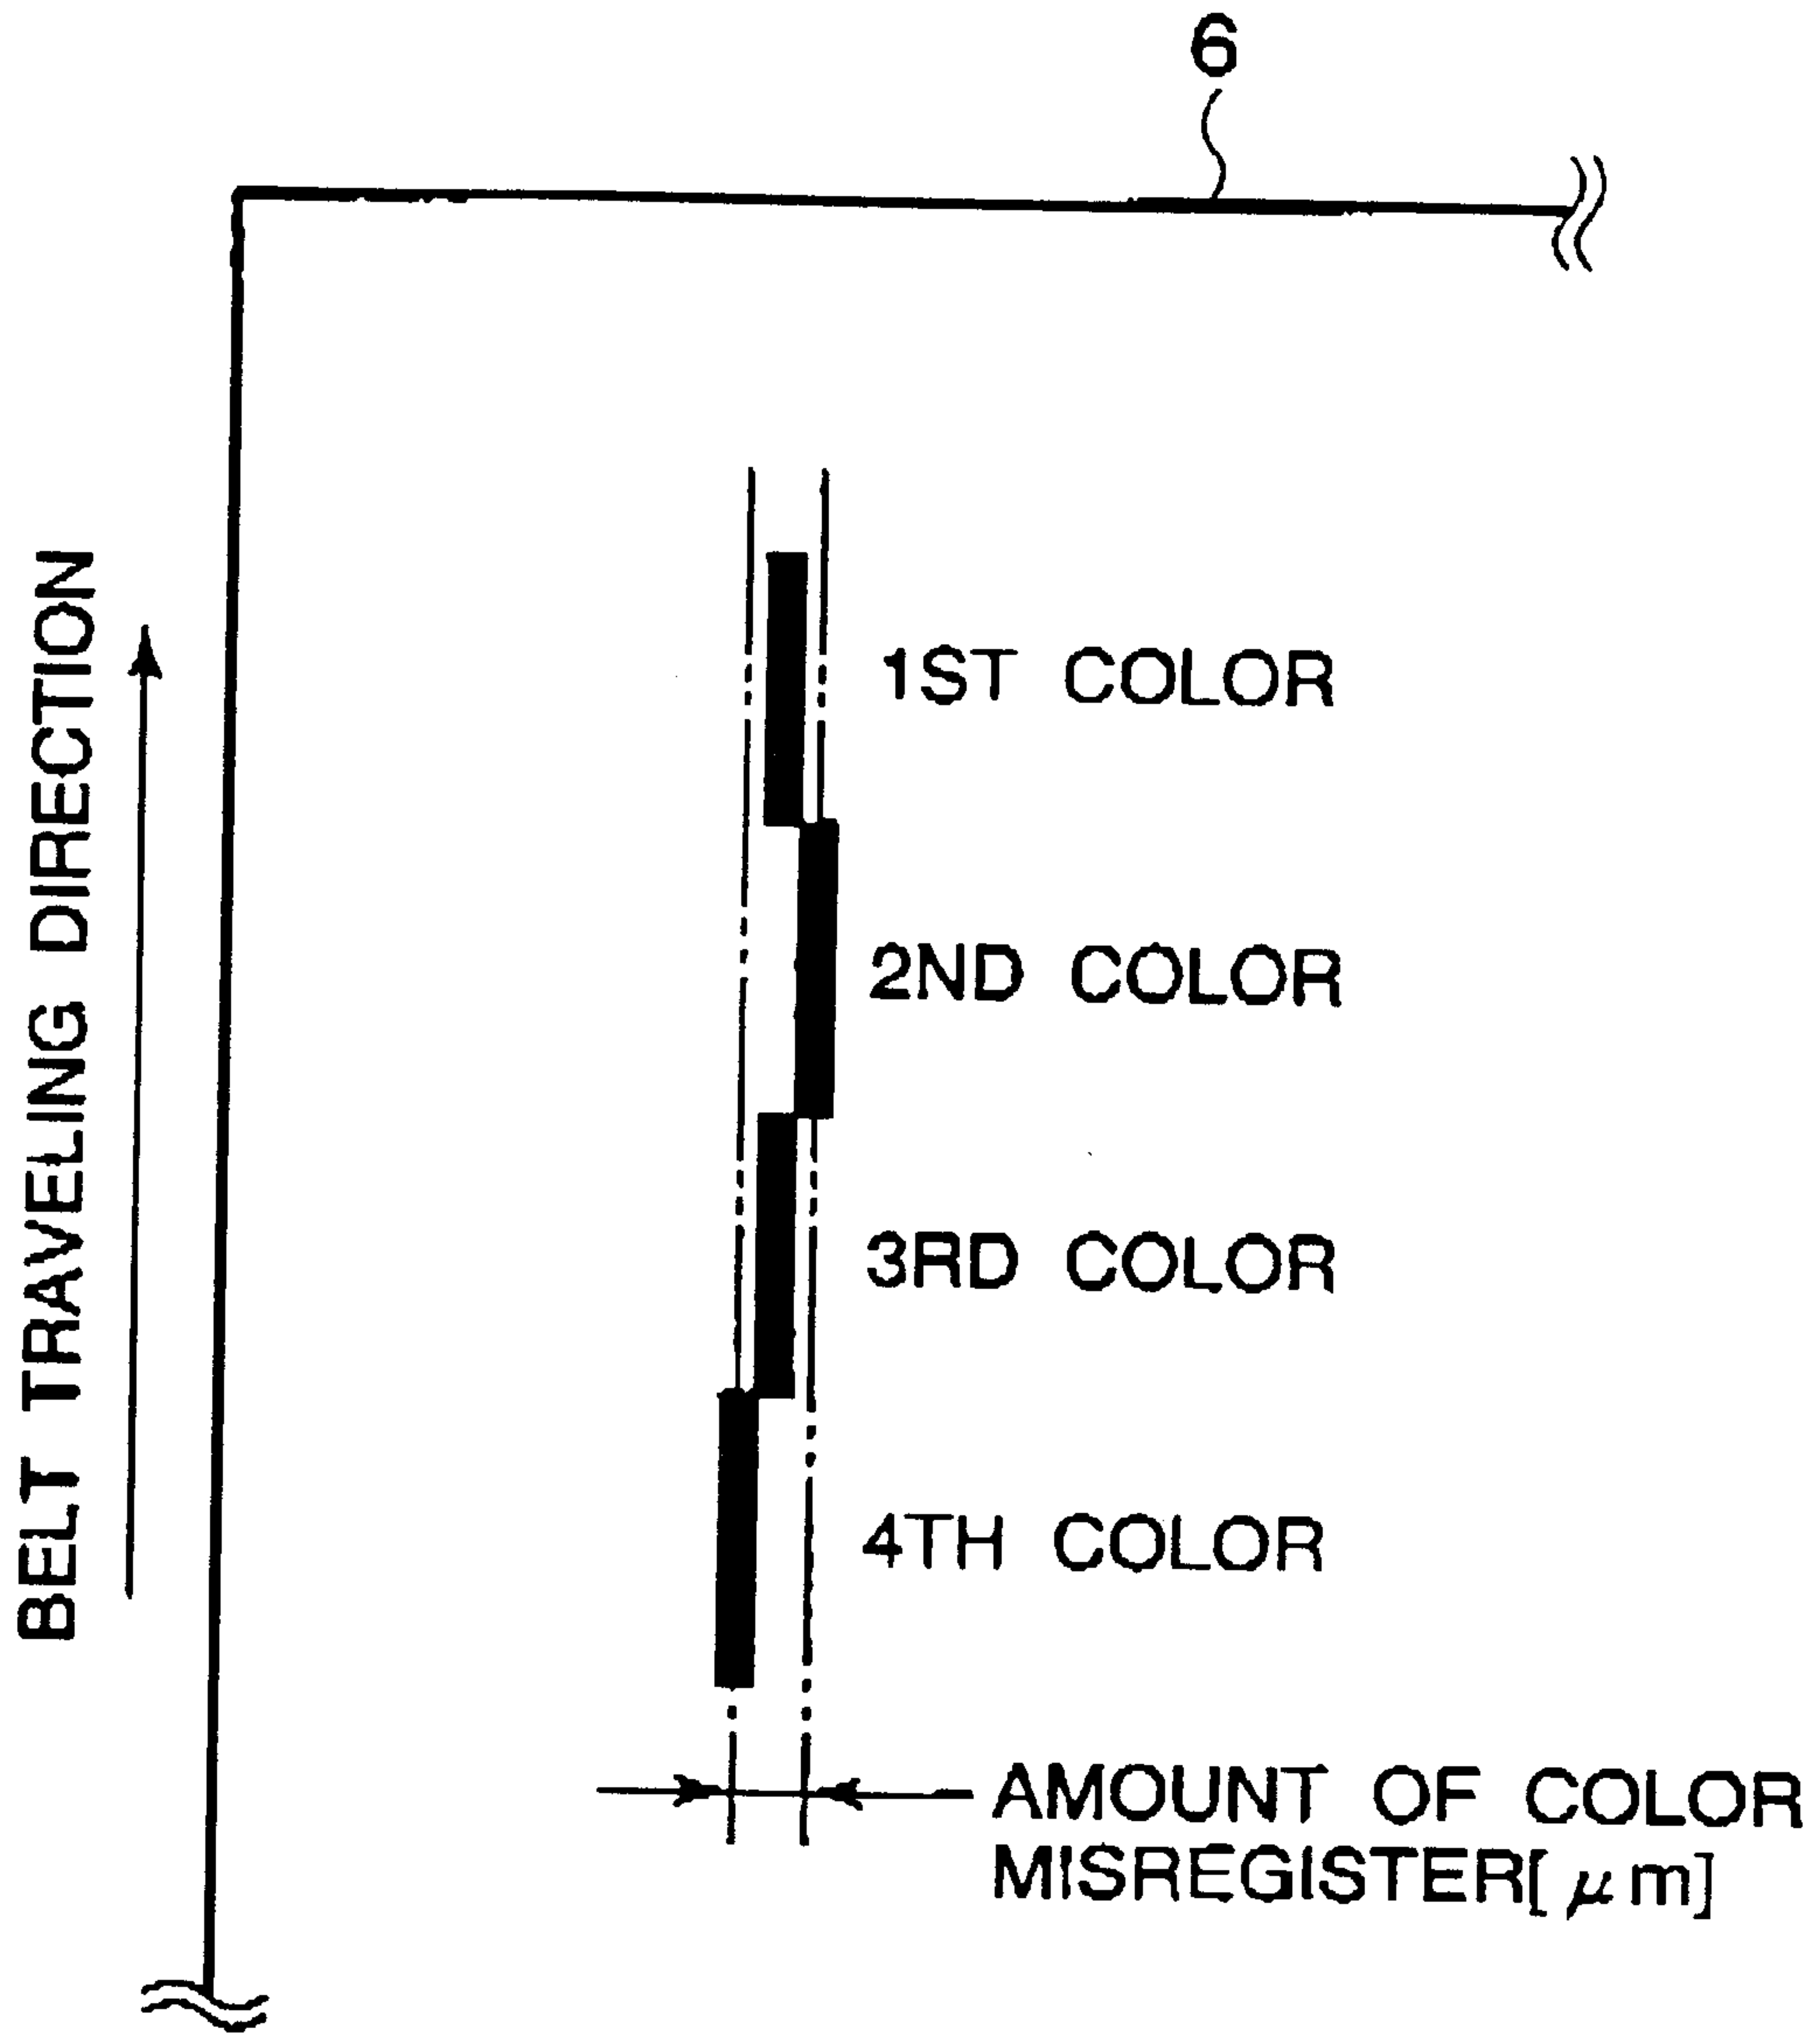 6
BELT TRAVELING DIRECTION
1ST COLOR
2ND COLOR
3RD COLOR
4TH COLOR
AMOUNT OF COLOR
MISREGISTER[μm]